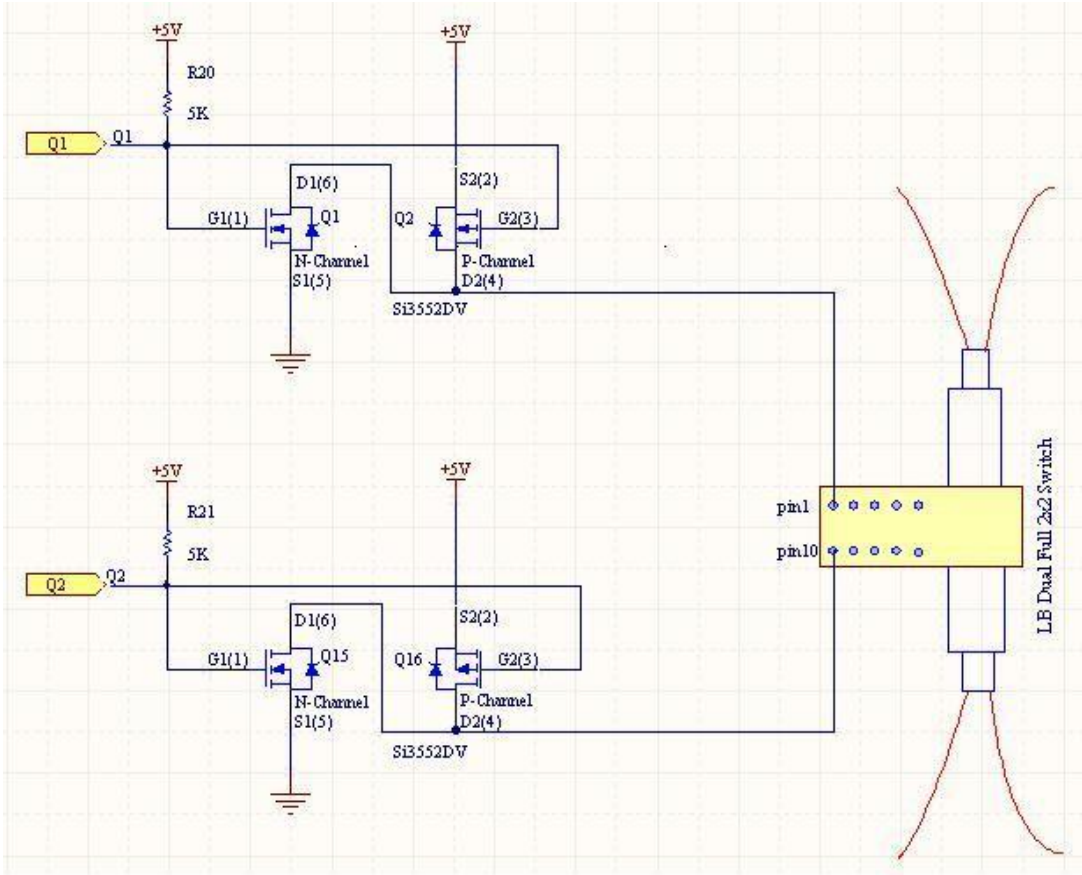 +5V
+5V
R20
5K
Q1
Q1
D1(6)
S2(2)
G1(1)
Q1
Q2
G2(3)
N-Channel
P-Channel
S1(5)
D2(4)
Si3552DV
+5V
+5V
R21
5K
Q2
Q2
D1(6)
S2(2)
G1(1)
Q15
Q16
G2(3)
N-Channel
P-Channel
S1(5)
D2(4)
Si3552DV
pin1
pin10
LB Dual Full 2x2 Switch